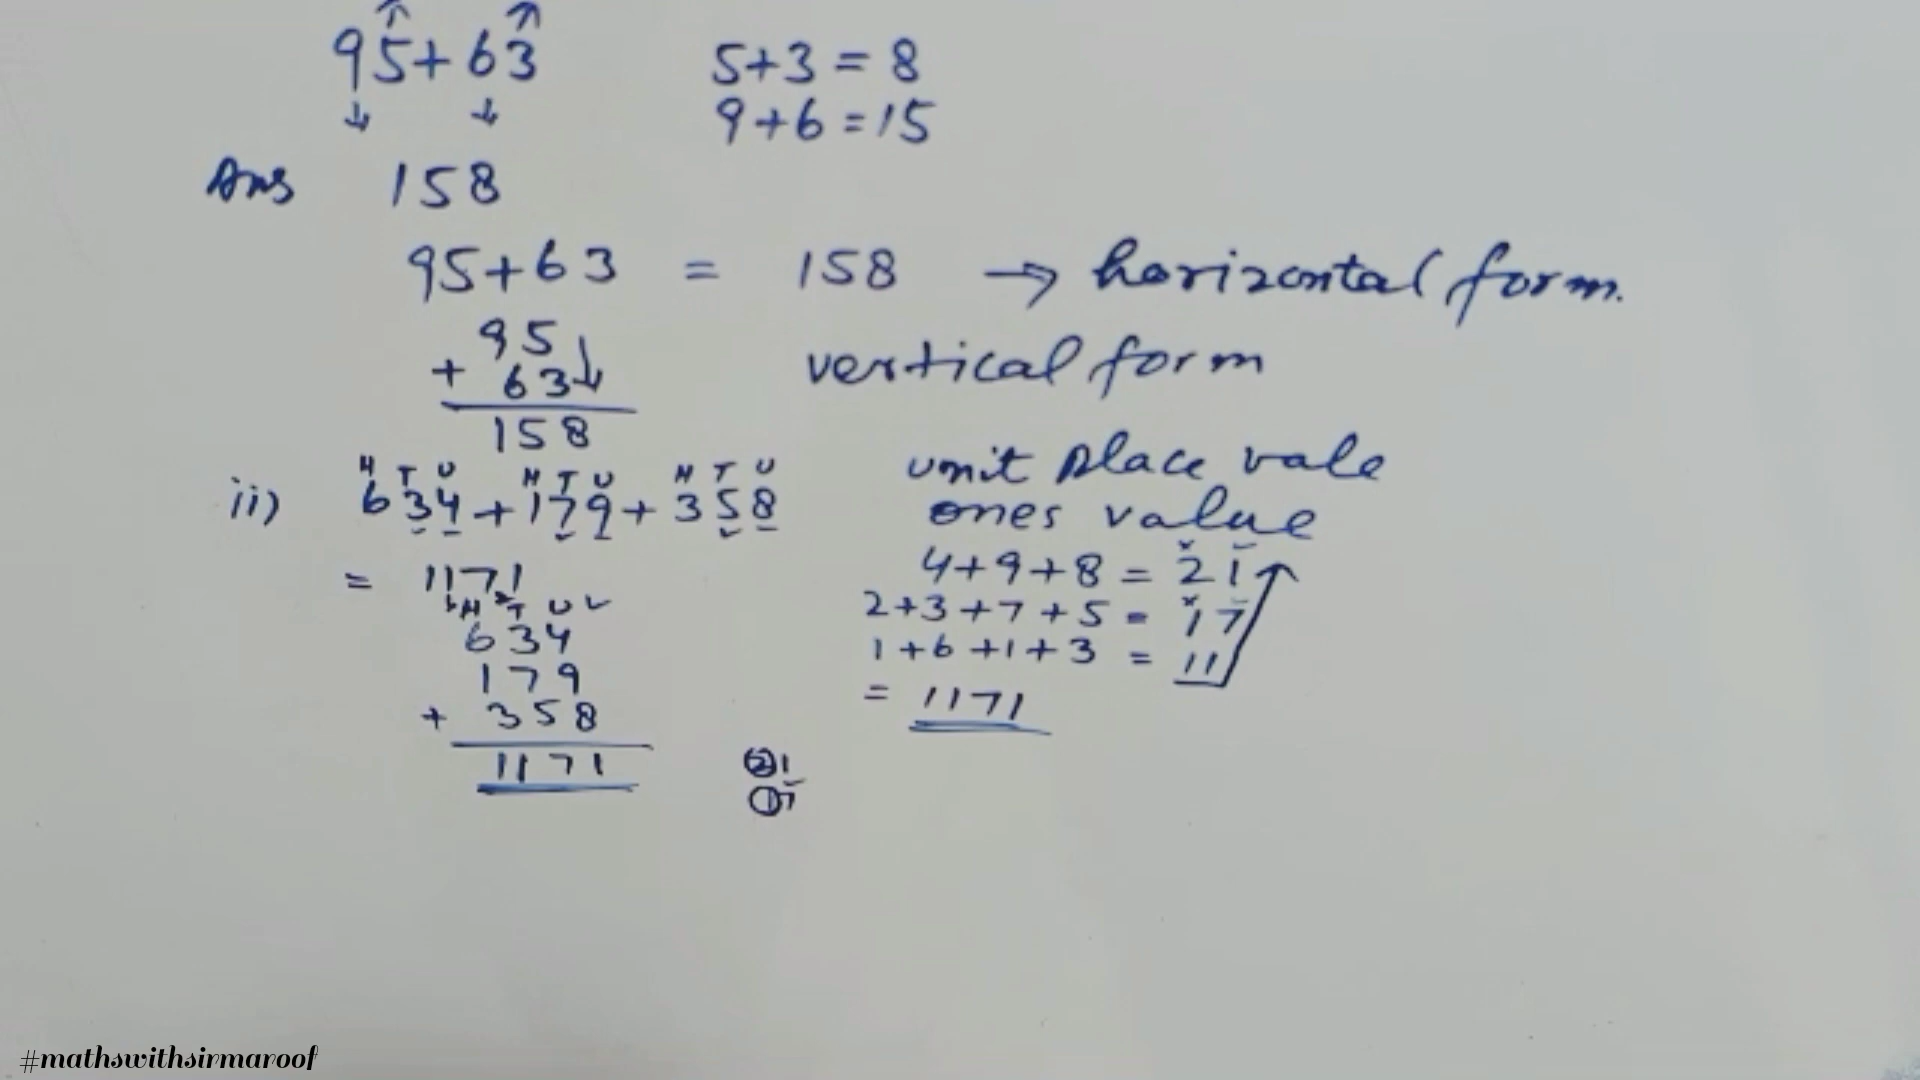 95+63
5+3 = 8
9+6 =15
Ans 158
95+63 = 158 → horizontal form.
95
+ 63
158
vertical form
H T U H T U H T U
ii) 634+179+358
= 1171
H T U
634
179
+ 358
1171
unit place vale
ones value
4+9+8 = 21
2+3+7+5 = 17
1+6+1+3 = 11
= 1171
21
17
#mathswithsirmaroof